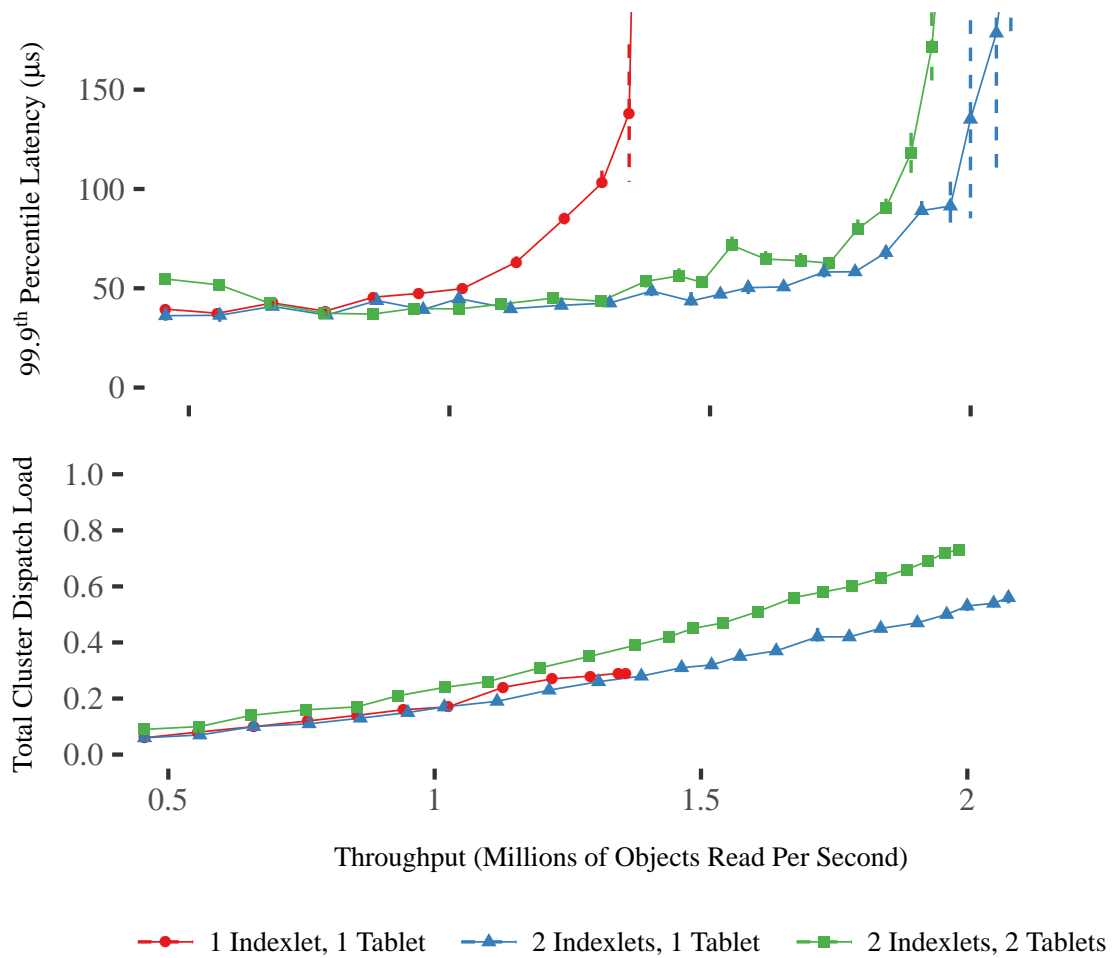 99.9th Percentile Latency (μs)
150
100
50
0
Total Cluster Dispatch Load
1.0
0.8
0.6
0.4
0.2
0.0
0.5 1 1.5 2
Throughput (Millions of Objects Read Per Second)
1 Indexlet, 1 Tablet 2 Indexlets, 1 Tablet 2 Indexlets, 2 Tablets